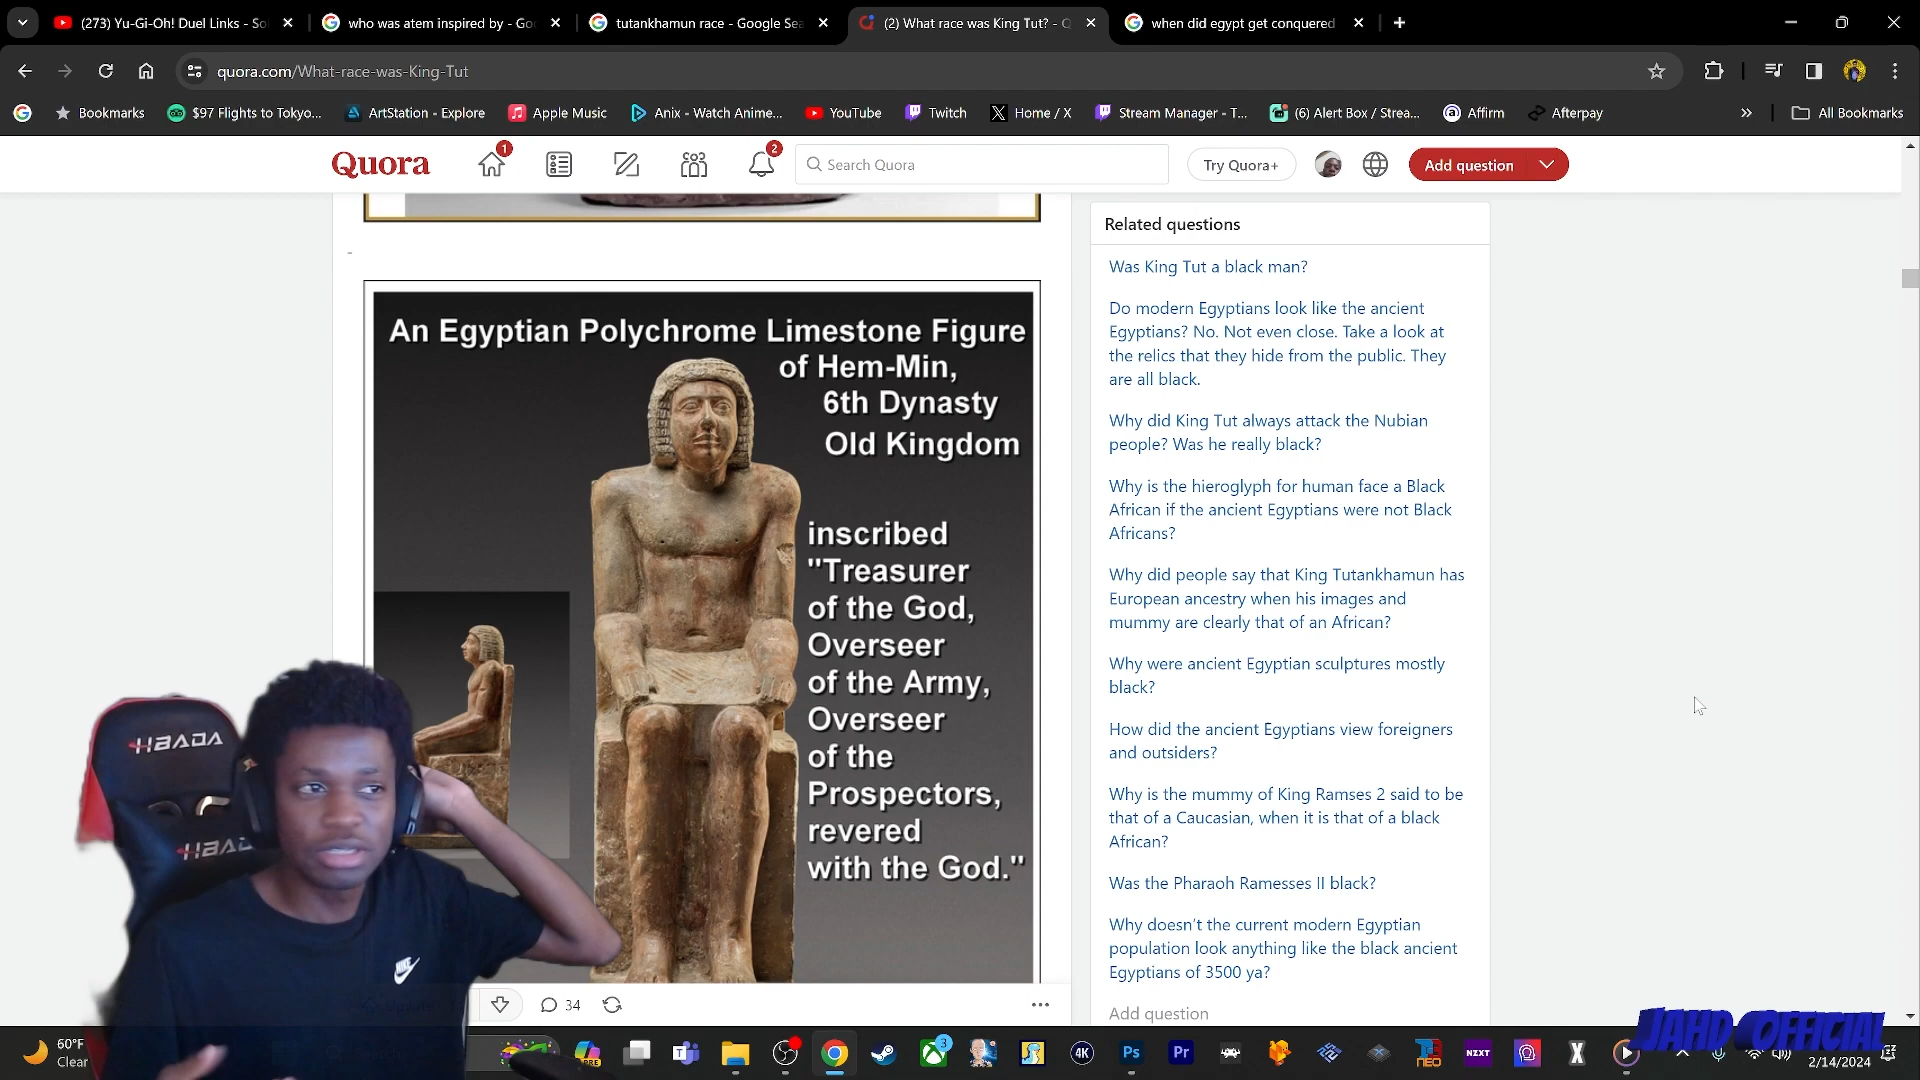 (273) Yu-Gi-Oh! Duel Links - So
who was atem inspired by - Goo
tutankhamun race - Google Sea
(2) What race was King Tut? - Q
when did egypt get conquered
quora.com/What-race-was-King-Tut
Bookmarks
$97 Flights to Tokyo...
ArtStation - Explore
Apple Music
Anix - Watch Anime...
YouTube
Twitch
Home / X
Stream Manager - T...
(6) Alert Box / Strea...
Affirm
Afterpay
All Bookmarks
Quora
1
2
Search Quora
Try Quora+
Add question
-
An Egyptian Polychrome Limestone Figure
of Hem-Min,
6th Dynasty
Old Kingdom
inscribed
"Treasurer
of the God,
Overseer
of the Army,
Overseer
of the
Prospectors,
revered
with the God."
34
Related questions
Was King Tut a black man?
Do modern Egyptians look like the ancient
Egyptians? No. Not even close. Take a look at
the relics that they hide from the public. They
are all black.
Why did King Tut always attack the Nubian
people? Was he really black?
Why is the hieroglyph for human face a Black
African if the ancient Egyptians were not Black
Africans?
Why did people say that King Tutankhamun has
European ancestry when his images and
mummy are clearly that of an African?
Why were ancient Egyptian sculptures mostly
black?
How did the ancient Egyptians view foreigners
and outsiders?
Why is the mummy of King Ramses 2 said to be
that of a Caucasian, when it is that of a black
African?
Was the Pharaoh Ramesses II black?
Why doesn't the current modern Egyptian
population look anything like the black ancient
Egyptians of 3500 ya?
Add question
HBADA
HBAD
NIKE
JAHD OFFICIAL
60°F
Clear
PRE
3
4K
Ps
Pr
NEO
NZXT
2/14/2024